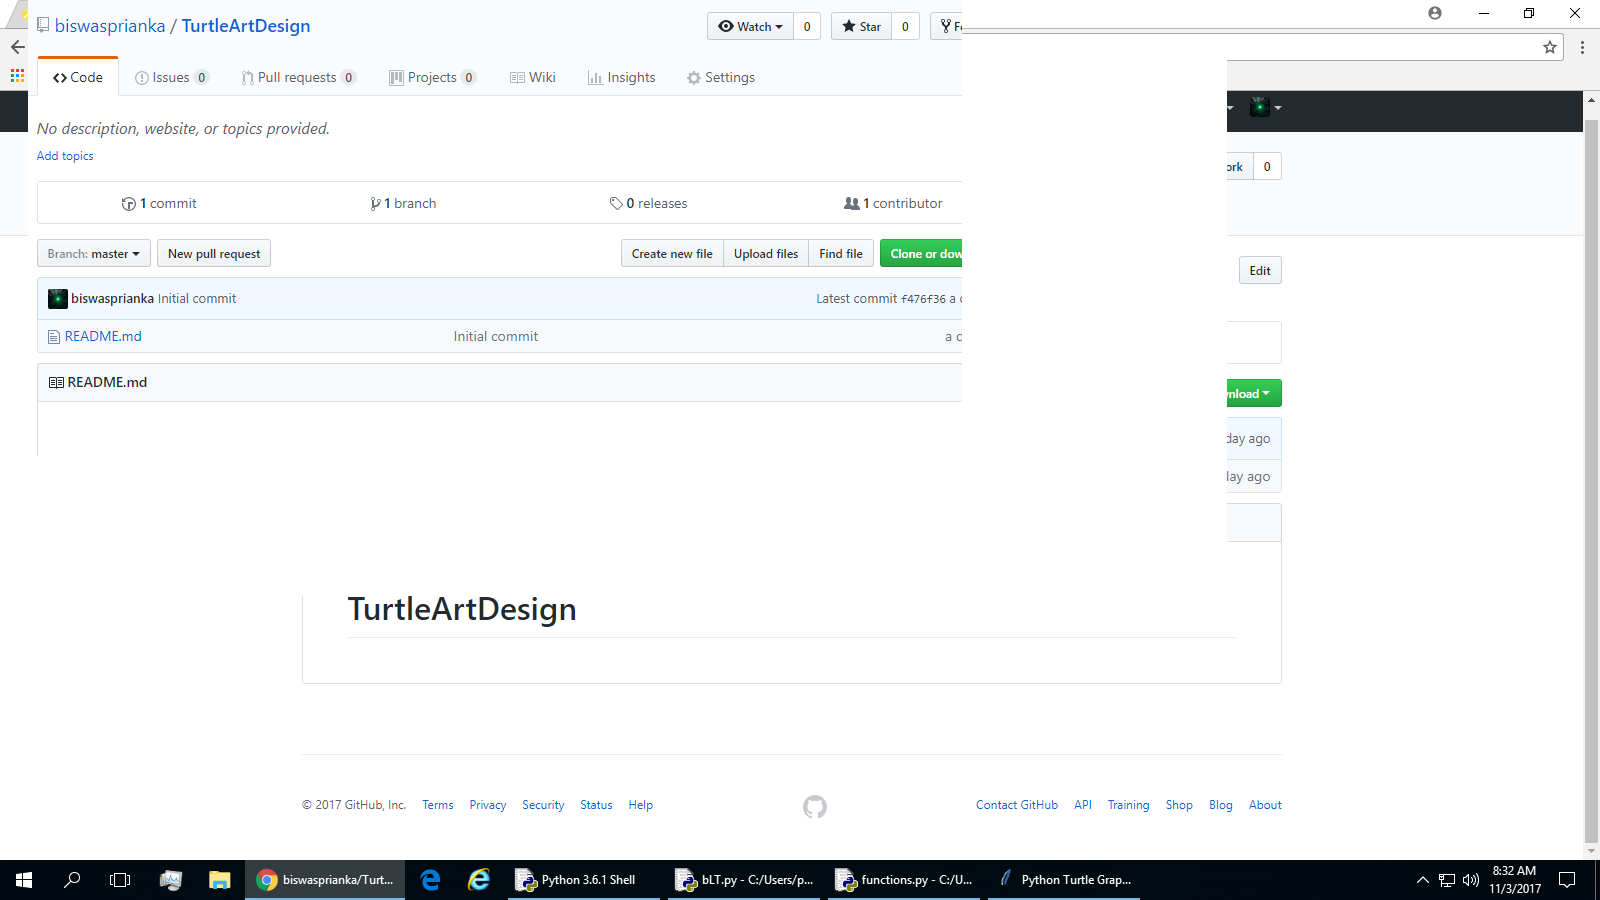 biswasprianka / TurtleArtDesign
Watch 0 Star 0
Code Issues 0 Pull requests 0 Projects 0 Wiki Insights Settings
No description, website, or topics provided.
Add topics
ork 0
1 commit 1 branch 0 releases 1 contributor
Branch: master New pull request Create new file Upload files Find file Clone or dow
Edit
biswasprianka Initial commit Latest commit f476f36 a
README.md Initial commit a
README.md
nload
day ago
day ago
TurtleArtDesign
© 2017 GitHub, Inc. Terms Privacy Security Status Help Contact GitHub API Training Shop Blog About
biswasprianka/Turt... Python 3.6.1 Shell bLT.py - C:/Users/p... functions.py - C:/U... Python Turtle Grap... 8:32 AM
11/3/2017